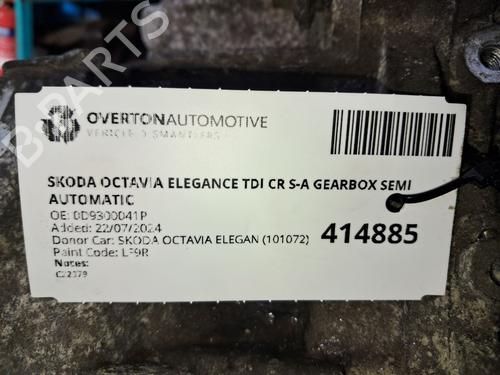 OVERTONAUTOMOTIVE
VEHICLE DISMANTLERS
SKODA OCTAVIA ELEGANCE TDI CR S-A GEARBOX SEMI
AUTOMATIC
OE: 0D9300041P
Added: 22/07/2024
Donor Car: SKODA OCTAVIA ELEGAN (101072)
414885
Paint Code: LF9R
Notes:
C22379
B-PARTS